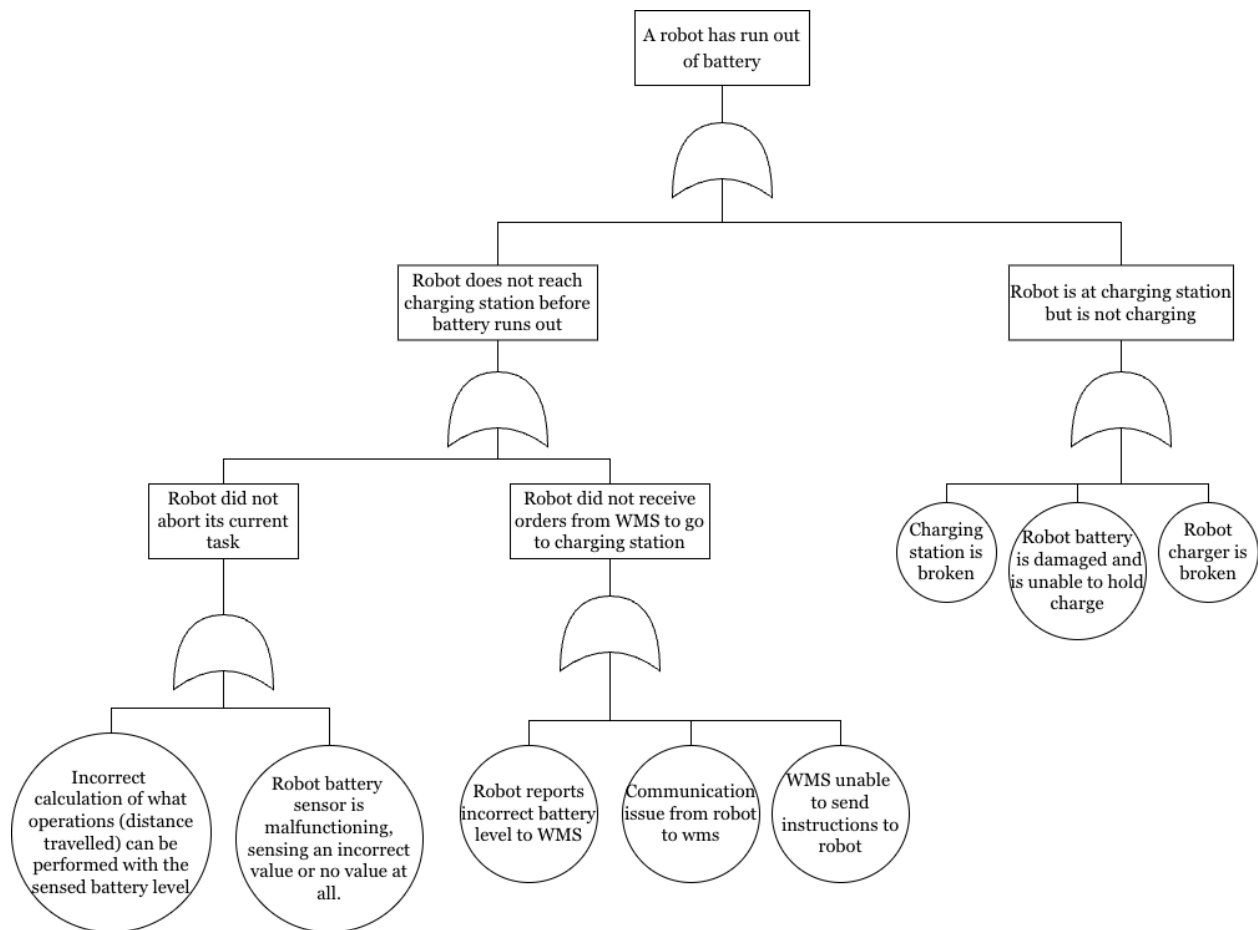 A robot has run out
of battery
Robot does not reach
charging station before
battery runs out
Robot is at charging station
but is not charging
Robot did not
abort its current
task
Robot did not receive
orders from WMS to go
to charging station
Charging
station is
broken
Robot battery
is damaged and
is unable to hold
charge
Robot
charger is
broken
Incorrect
calculation of what
operations (distance
travelled) can be
performed with the
sensed battery level
Robot battery
sensor is
malfunctioning,
sensing an incorrect
value or no value at
all.
Robot reports
incorrect battery
level to WMS
Communication
issue from robot
to wms
WMS unable
to send
instructions to
robot